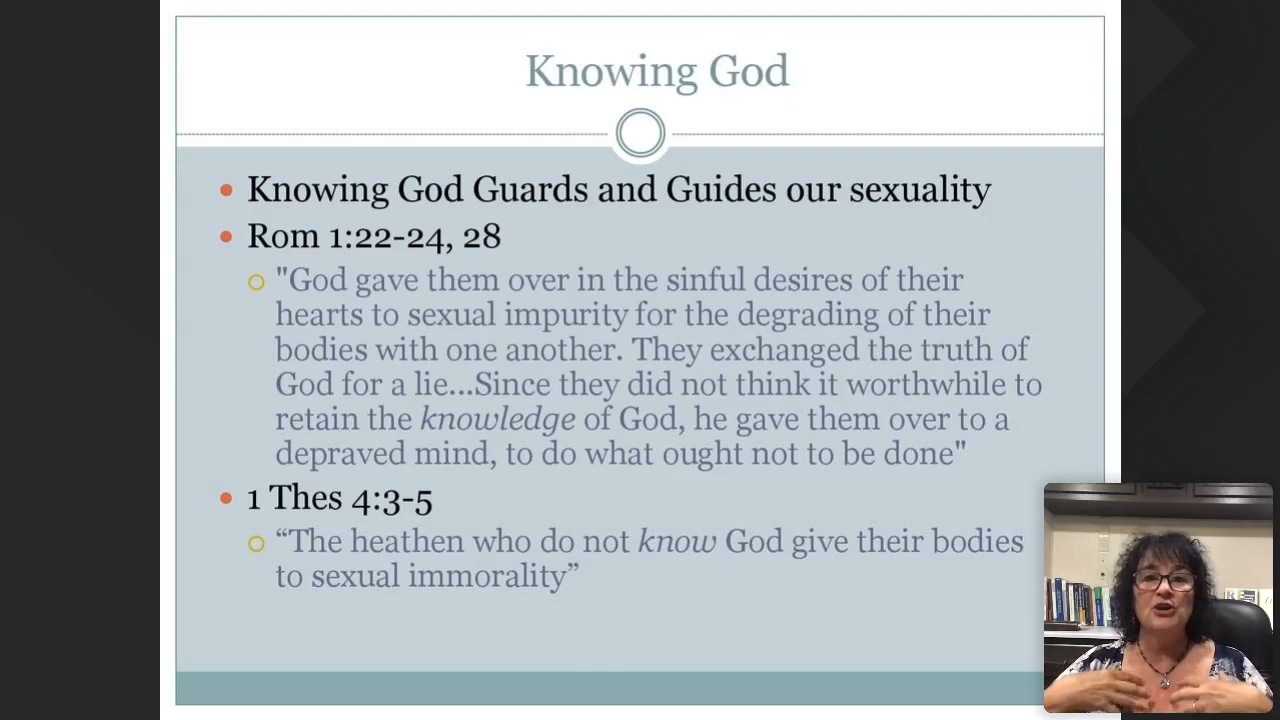 Knowing God
Knowing God Guards and Guides our sexuality
Rom 1:22-24, 28
"God gave them over in the sinful desires of their
hearts to sexual impurity for the degrading of their
bodies with one another. They exchanged the truth of
God for a lie...Since they did not think it worthwhile to
retain the knowledge of God, he gave them over to a
depraved mind, to do what ought not to be done"
1 Thes 4:3-5
“The heathen who do not know God give their bodies
to sexual immorality”